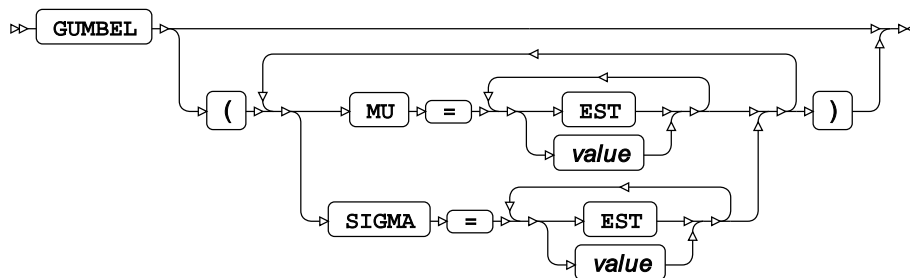 GUMBEL
( MU = EST )
value
SIGMA = EST
value